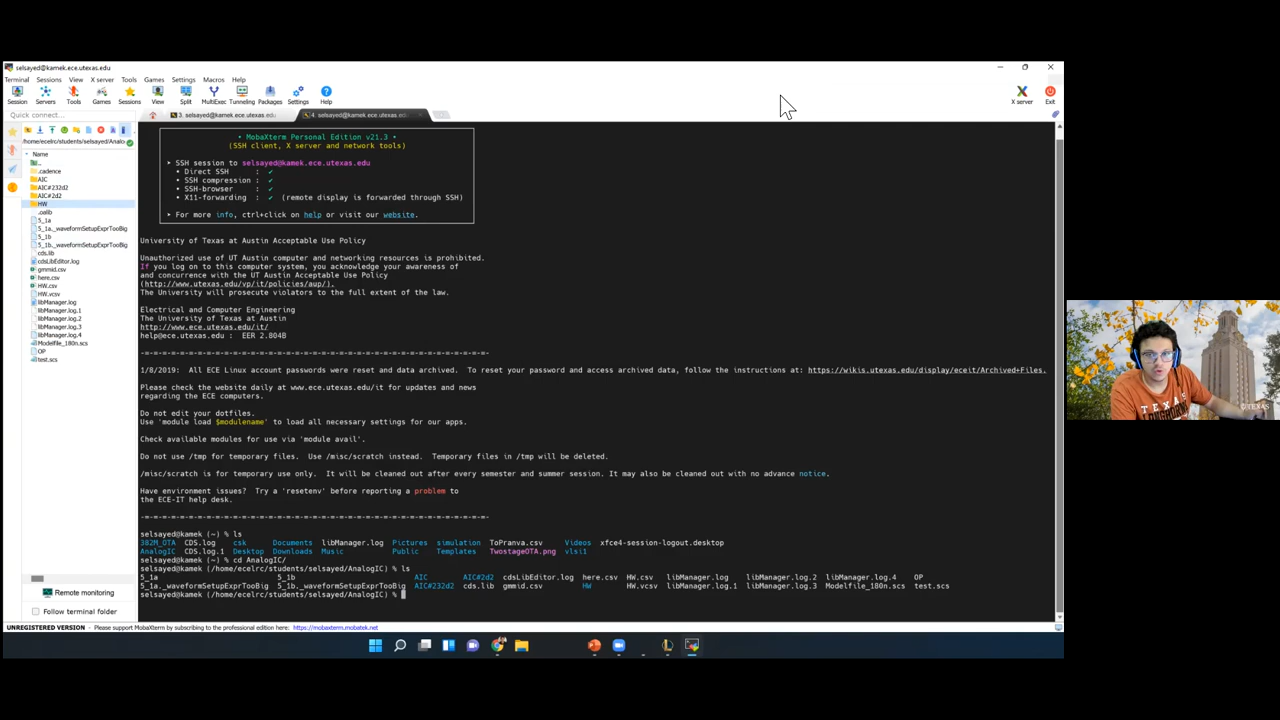 selsayed@kamek.ece.utexas.edu
Terminal Sessions View X server Tools Games Settings Macros Help
Session Servers Tools Games Sessions View Split MultiExec Tunneling Packages Settings Help X server Exit
Quick connect...
3. selsayed@kamek.ece.utexas.edu
4. selsayed@kamek.ece.utexas.edu
/home/ecelrc/students/selsayed/Analo
Name
..
.cadence
AIC
AIC#232d2
AIC#2d2
HW
.oalib
5_1a
5_1a._waveformSetupExprTooBig
5_1b
5_1b._waveformSetupExprTooBig
cds.lib
cdsLibEditor.log
gmmid.csv
here.csv
HW.csv
HW.vcsv
libManager.log
libManager.log.1
libManager.log.2
libManager.log.3
libManager.log.4
Modelfile_180n.scs
OP
test.scs
Remote monitoring
Follow terminal folder
• MobaXterm Personal Edition v21.3 •
(SSH client, X server and network tools)
▸ SSH session to selsayed@kamek.ece.utexas.edu
• Direct SSH : ✓
• SSH compression : ✓
• SSH-browser : ✓
• X11-forwarding : ✓ (remote display is forwarded through SSH)
▸ For more info, ctrl+click on help or visit our website.
University of Texas at Austin Acceptable Use Policy
Unauthorized use of UT Austin computer and networking resources is prohibited.
If you log on to this computer system, you acknowledge your awareness of
and concurrence with the UT Austin Acceptable Use Policy
(http://www.utexas.edu/vp/it/policies/aup/).
The University will prosecute violators to the full extent of the law.
Electrical and Computer Engineering
The University of Texas at Austin
http://www.ece.utexas.edu/it/
help@ece.utexas.edu : EER 2.804B
-=-=-=-=-=-=-=-=-=-=-=-=-=-=-=-=-=-=-=-=-=-=-=-=-=-=-=-=-=-=-=-=-=-=-=-=-
1/8/2019: All ECE Linux account passwords were reset and data archived. To reset your password and access archived data, follow the instructions at: https://wikis.utexas.edu/display/eceit/Archived+Files.
Please check the website daily at www.ece.utexas.edu/it for updates and news
regarding the ECE computers.
Do not edit your dotfiles.
Use 'module load $modulename' to load all necessary settings for our apps.
Check available modules for use via 'module avail'.
Do not use /tmp for temporary files. Use /misc/scratch instead. Temporary files in /tmp will be deleted.
/misc/scratch is for temporary use only. It will be cleaned out after every semester and summer session. It may also be cleaned out with no advance notice.
Have environment issues? Try a 'resetenv' before reporting a problem to
the ECE-IT help desk.
-=-=-=-=-=-=-=-=-=-=-=-=-=-=-=-=-=-=-=-=-=-=-=-=-=-=-=-=-=-=-=-=-=-=-=-=-
selsayed@kamek (~) % ls
382M_OTA CDS.log csk Documents libManager.log Pictures simulation ToPranva.csv Videos xfce4-session-logout.desktop
AnalogIC CDS.log.1 Desktop Downloads Music Public Templates TwostageOTA.png vlsi1
selsayed@kamek (~) % cd AnalogIC/
selsayed@kamek (/home/ecelrc/students/selsayed/AnalogIC) % ls
5_1a 5_1b AIC AIC#2d2 cdsLibEditor.log here.csv HW.csv libManager.log libManager.log.2 libManager.log.4 OP
5_1a._waveformSetupExprTooBig 5_1b._waveformSetupExprTooBig AIC#232d2 cds.lib gmmid.csv HW HW.vcsv libManager.log.1 libManager.log.3 Modelfile_180n.scs test.scs
selsayed@kamek (/home/ecelrc/students/selsayed/AnalogIC) %
UNREGISTERED VERSION - Please support MobaXterm by subscribing to the professional edition here: https://mobaxterm.mobatek.net
TEXAS
LONGHORNS
TEXAS